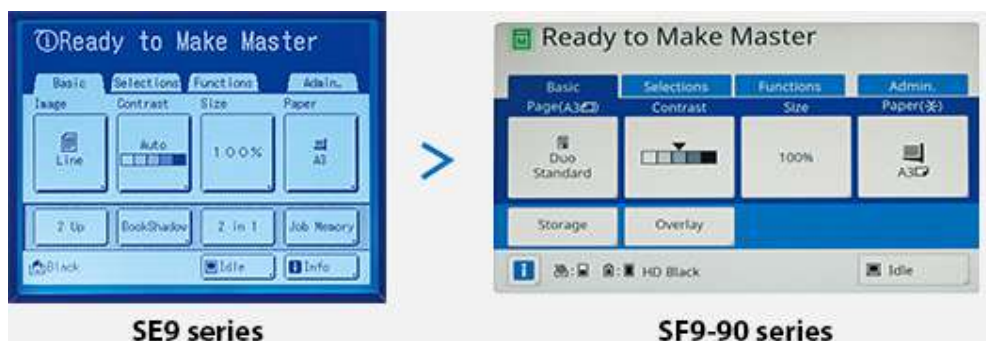 ⓘReady to Make Master
Basic Selections Functions Admin.
Image Contrast Size Paper
Line Auto 100% A3
2 Up BookShadow 2 in 1 Job Memory
Black Idle i Info
SE9 series
>
Ready to Make Master
Basic Selections Functions Admin.
Page(A3) Contrast Size Paper()
Duo Standard 100% A3
Storage Overlay
i : : HD Black Idle
SF9-90 series